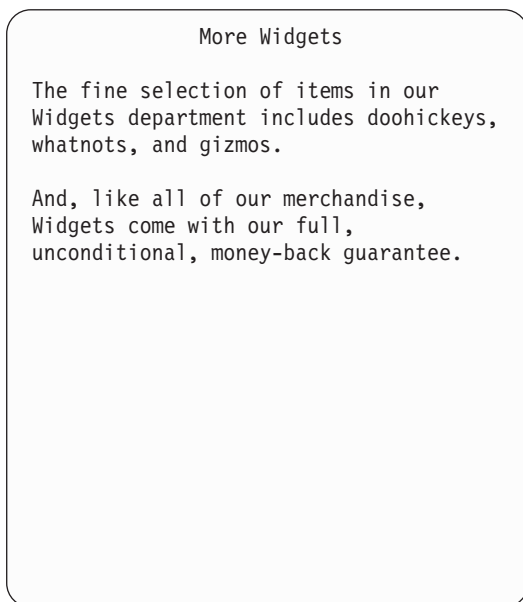 More Widgets
The fine selection of items in our
Widgets department includes doohickeys,
whatnots, and gizmos.
And, like all of our merchandise,
Widgets come with our full,
unconditional, money-back guarantee.